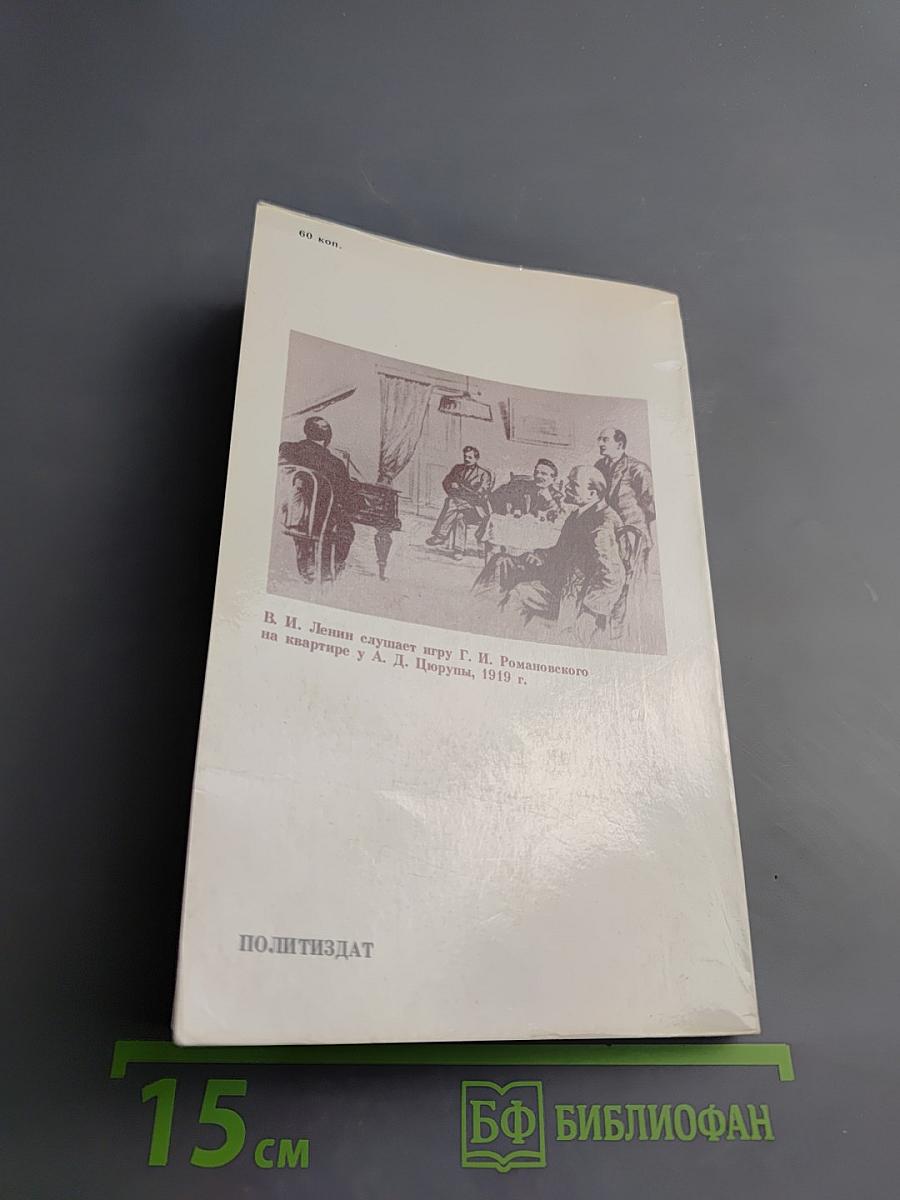 60 коп.
В. И. Ленин слушает игру Г. И. Романовского
на квартире у А. Д. Цюрупы, 1919 г.
ПОЛИТИЗДАТ
15 см
БФ БИБЛИОФАН